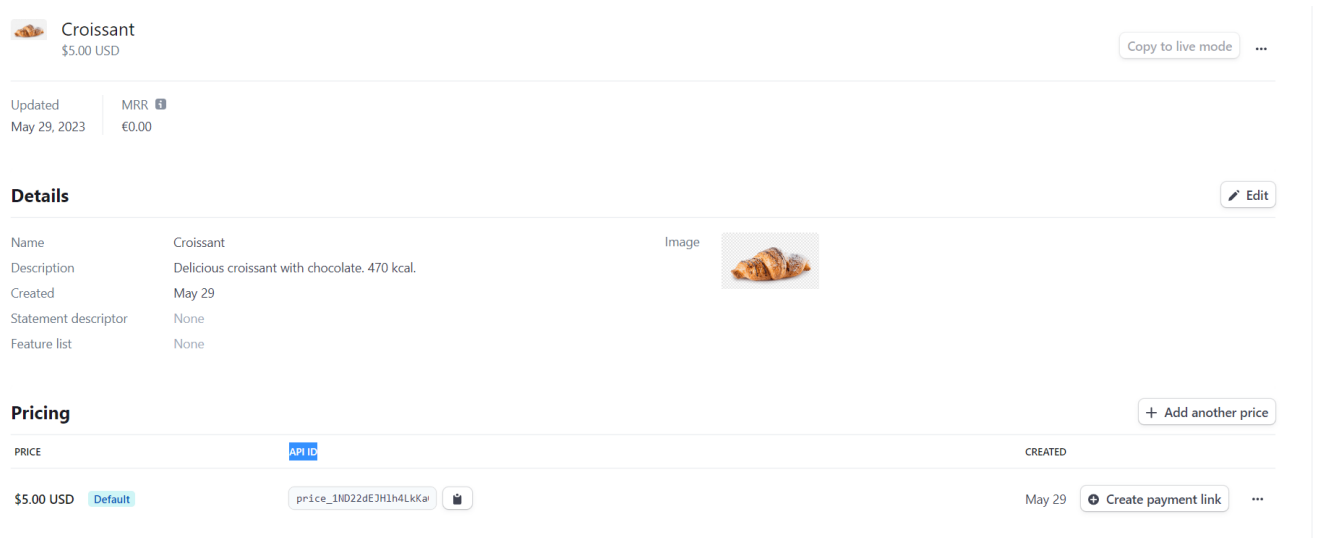 Croissant
$5.00 USD
Copy to live mode
Updated
May 29, 2023
MRR
€0.00
Details
Edit
Name Croissant
Image
Description Delicious croissant with chocolate. 470 kcal.
Created May 29
Statement descriptor None
Feature list None
Pricing
Add another price
PRICE API ID CREATED
$5.00 USD Default price_1ND22dEJHlh4LkKa May 29 Create payment link